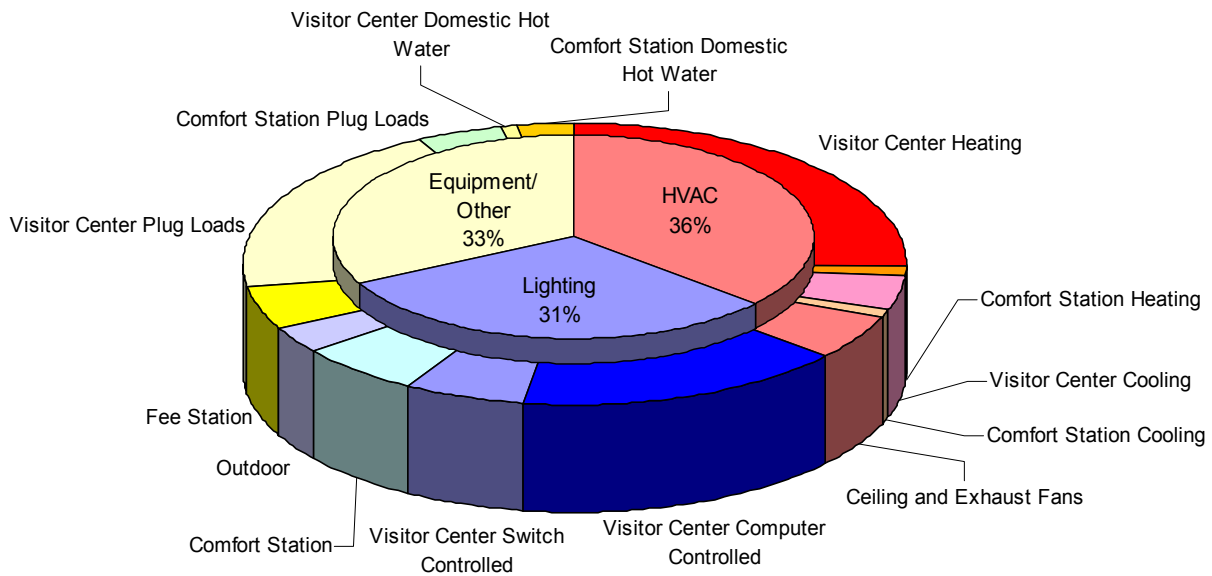 Visitor Center Domestic Hot
Water
Comfort Station Domestic
Hot Water
Comfort Station Plug Loads
Visitor Center Heating
Equipment/
Other
33%
HVAC
36%
Visitor Center Plug Loads
Lighting
31%
Comfort Station Heating
Visitor Center Cooling
Fee Station
Comfort Station Cooling
Outdoor
Ceiling and Exhaust Fans
Comfort Station
Visitor Center Switch
Controlled
Visitor Center Computer
Controlled